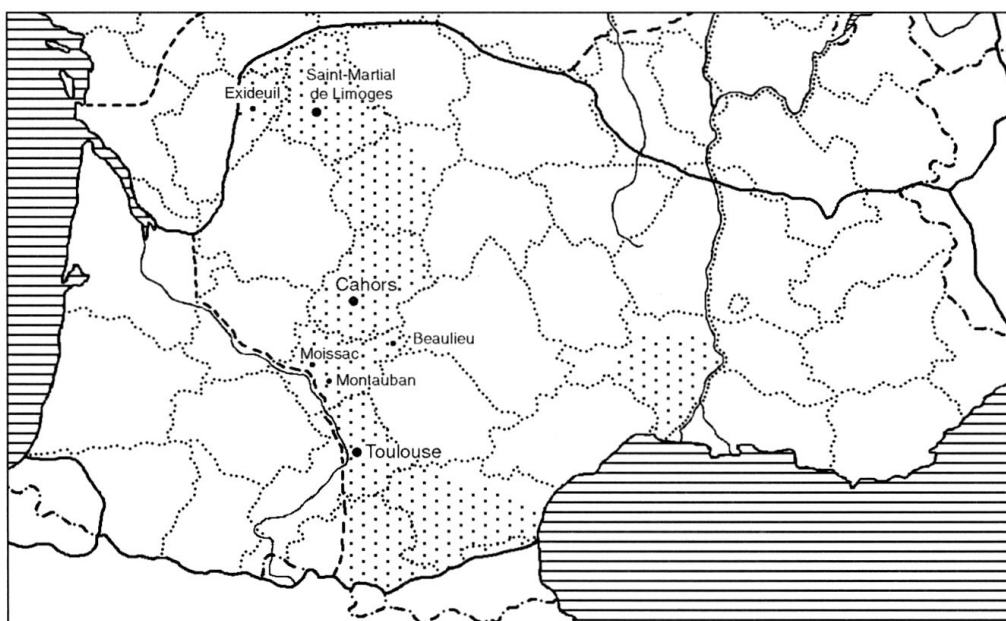 Saint-Martial
de Limoges
Exideuil
Cahors
Beaulieu
Moissac
Montauban
Toulouse